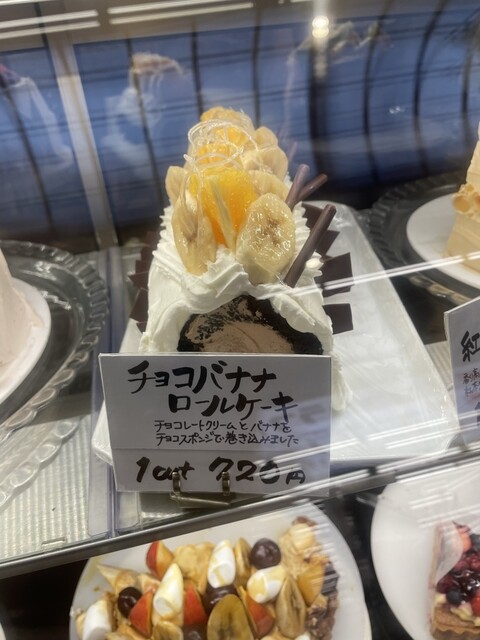 チョコバナナ
ロールケーキ
チョコレートクリームとバナナを
チョコスポンジで巻き込みました
1cut 720円
紅